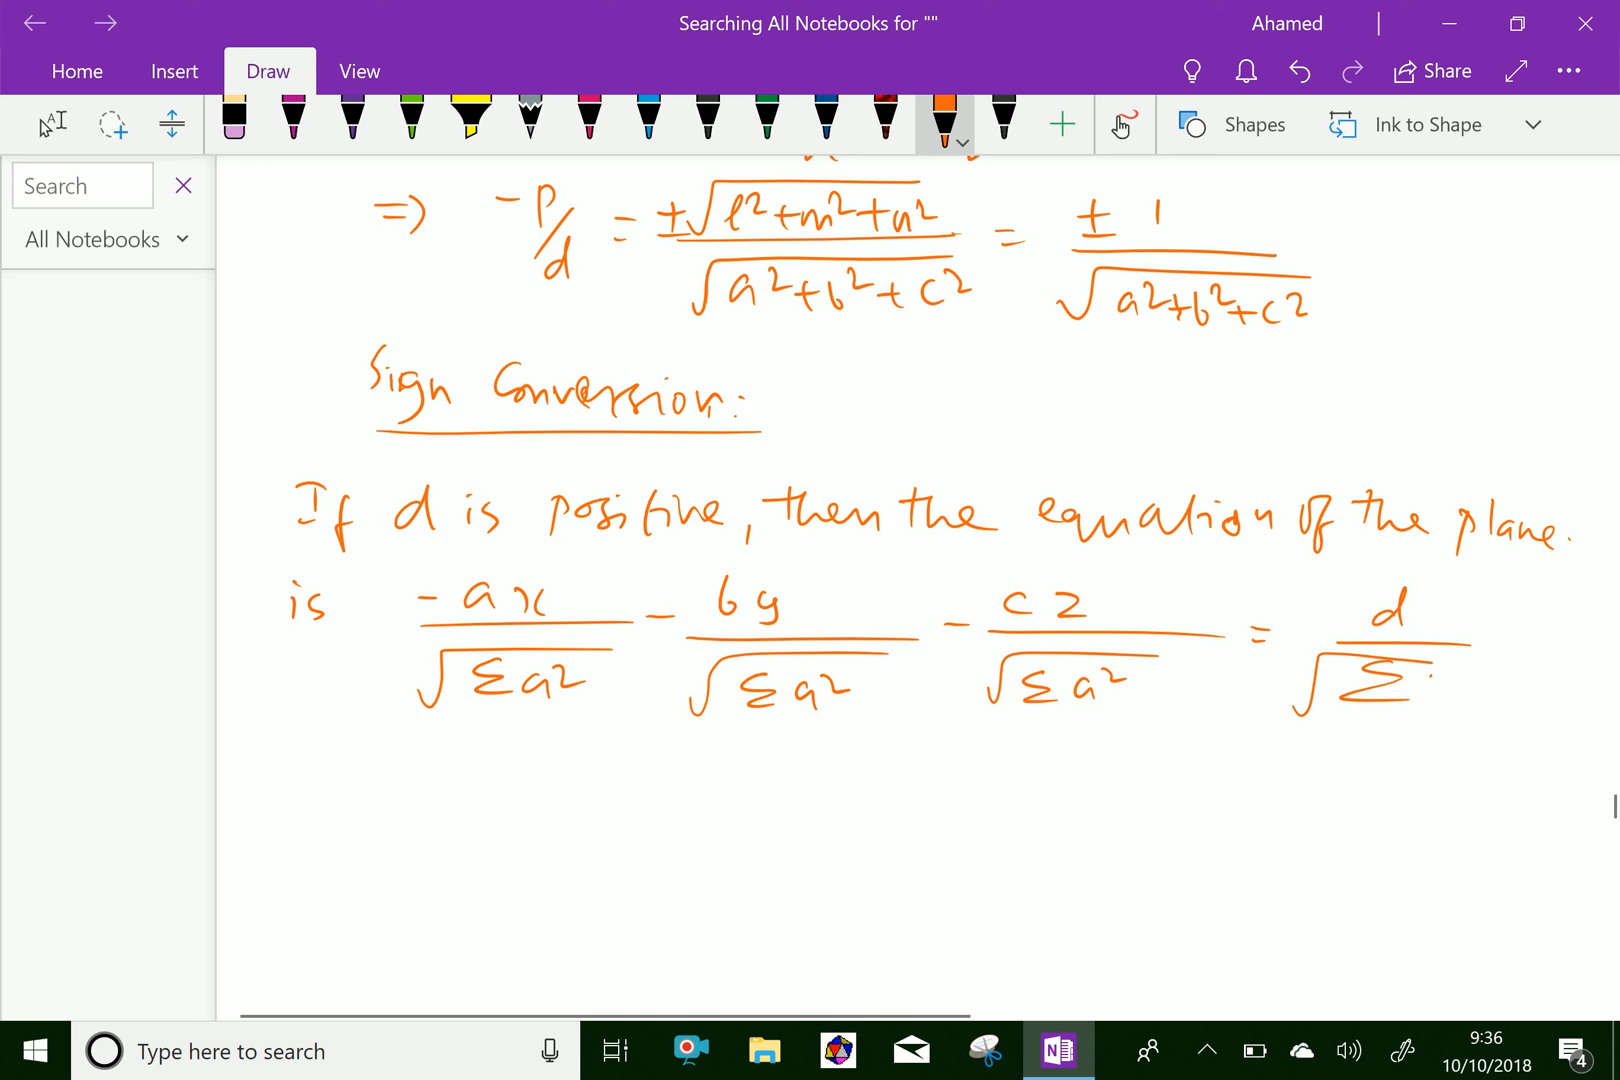 Searching All Notebooks for ""
Ahamed
Home Insert Draw View
Share
Shapes
Ink to Shape
Search
All Notebooks
=> -P/d = ±√(l²+m²+n²) / √(a²+b²+c²) = ± 1 / √(a²+b²+c²)
Sign Conversion:
If d is positive, then the equation of the plane.
is -ax/√(Σa²) - by/√(Σa²) - cz/√(Σa²) = d/√Σ
Type here to search
9:36
10/10/2018
4